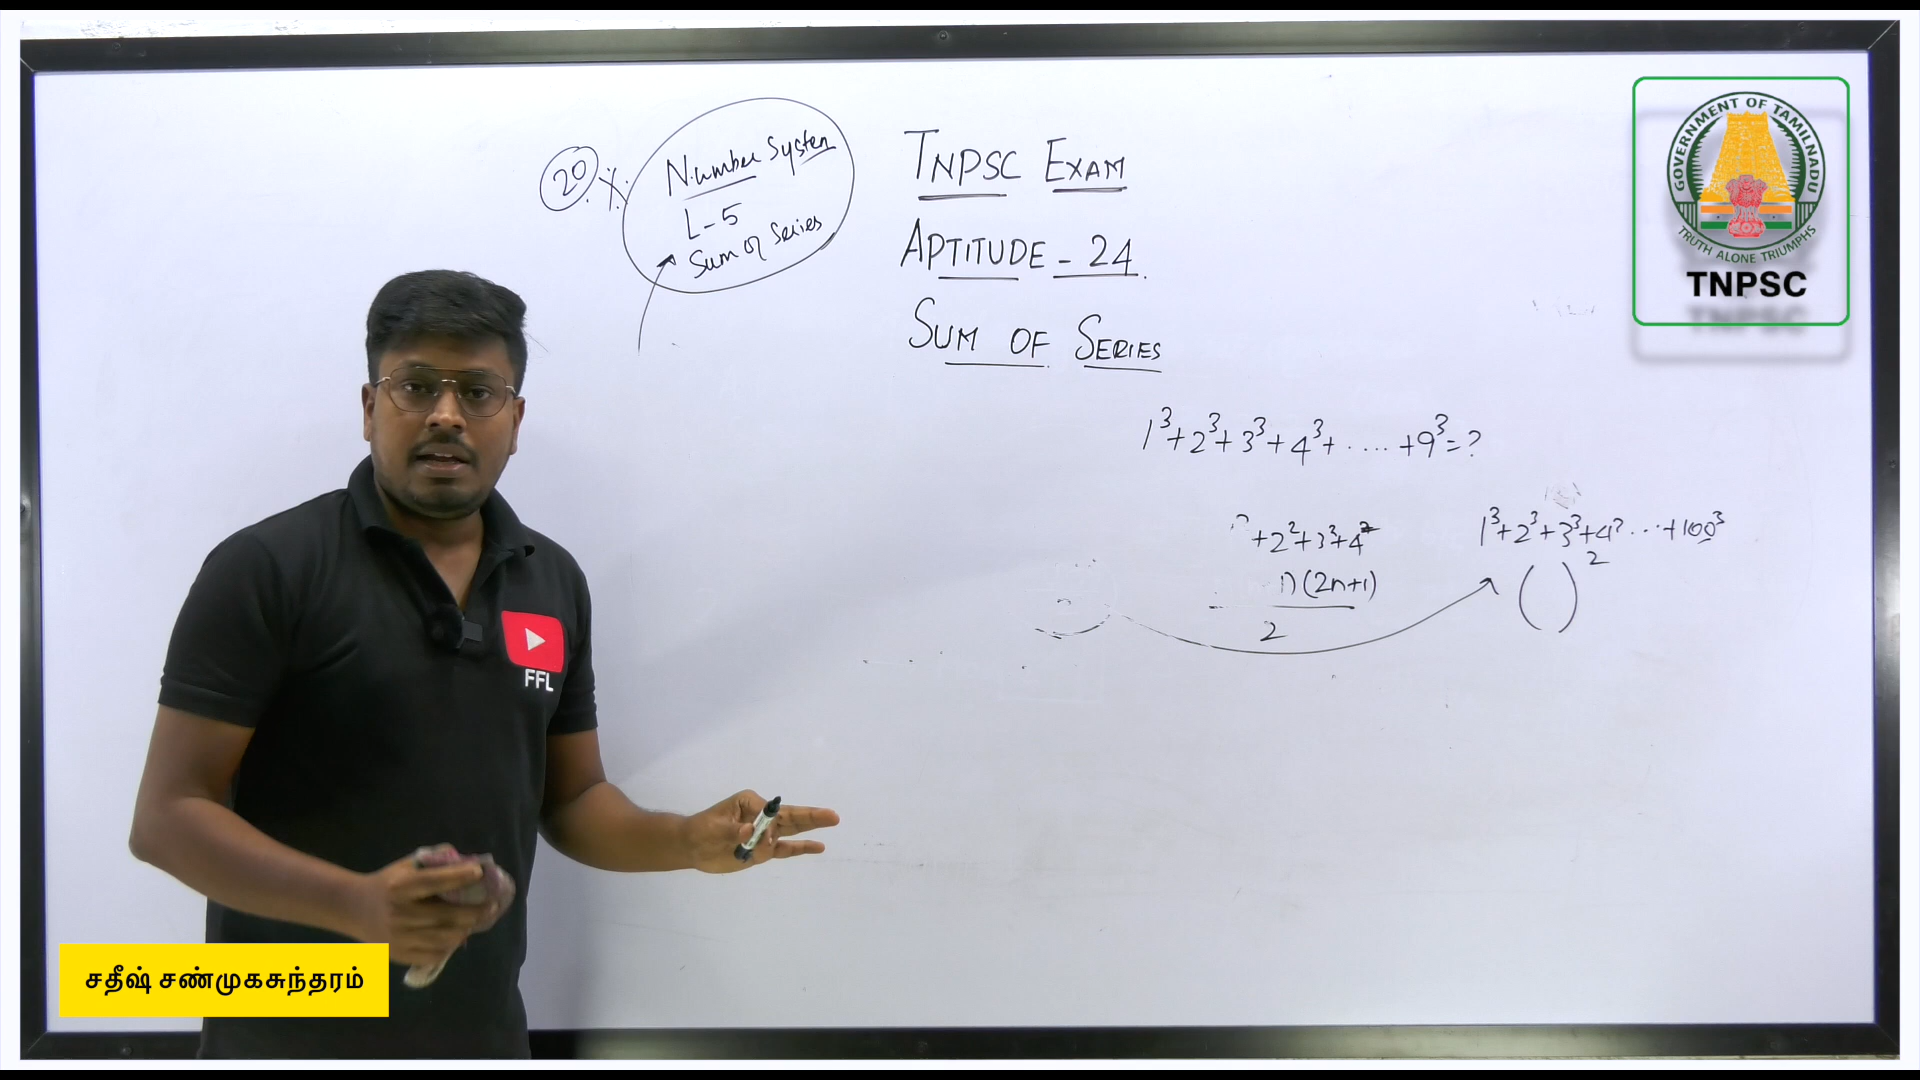 20 %
Number System
L-5
Sum of Series
TNPSC EXAM
APTITUDE - 24
SUM OF SERIES
1³+2³+3³+4³+.....+9³=?
+2²+3³+4²
1)(2n+1)
2
1³+2³+3³+4³...+100³
( )²
GOVERNMENT OF TAMILNADU
TRUTH ALONE TRIUMPHS
TNPSC
FFL
சதீஷ் சண்முகசுந்தரம்